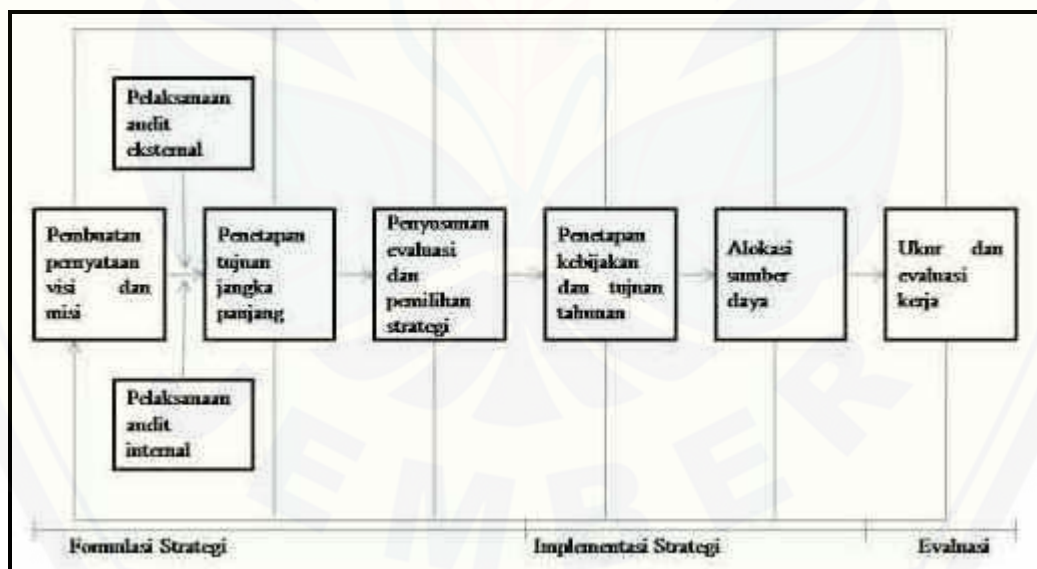 Pelaksanaan
audit
eksternal
Pembuatan
pernyataan
visi dan
misi
Penetapan
tujuan
jangka
panjang
Penyusunan
evaluasi
dan
pemilihan
strategi
Penetapan
kebijakan
dan tujuan
tahunan
Alokasi
sumber
daya
Ukur dan
evaluasi
kerja
Pelaksanaan
audit
internal
EMBER
Formulasi Strategi
Implementasi Strategi
Evaluasi